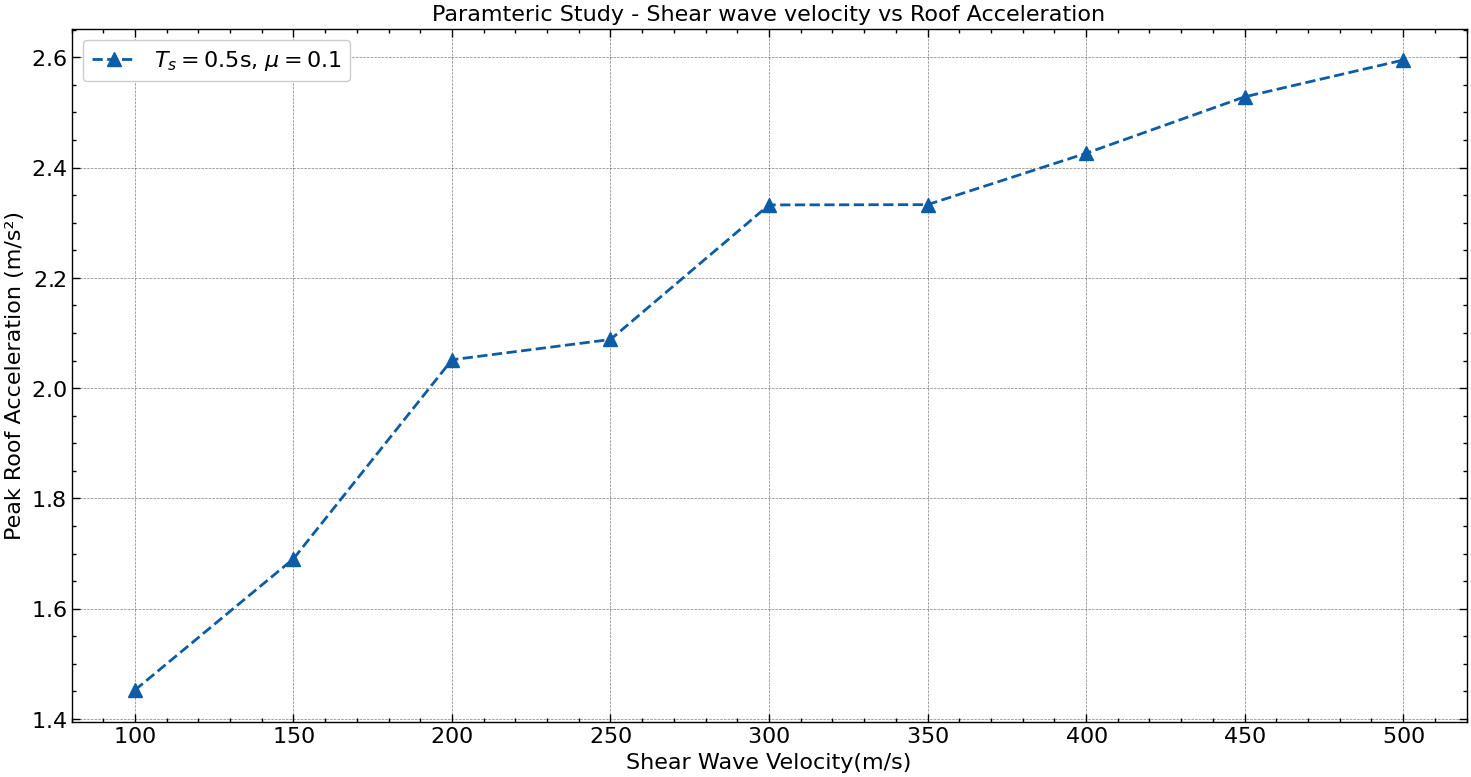 Paramteric Study - Shear wave velocity vs Roof Acceleration
T_s = 0.5s, μ = 0.1
Peak Roof Acceleration (m/s²)
2.6
2.4
2.2
2.0
1.8
1.6
1.4
100 150 200 250 300 350 400 450 500
Shear Wave Velocity(m/s)